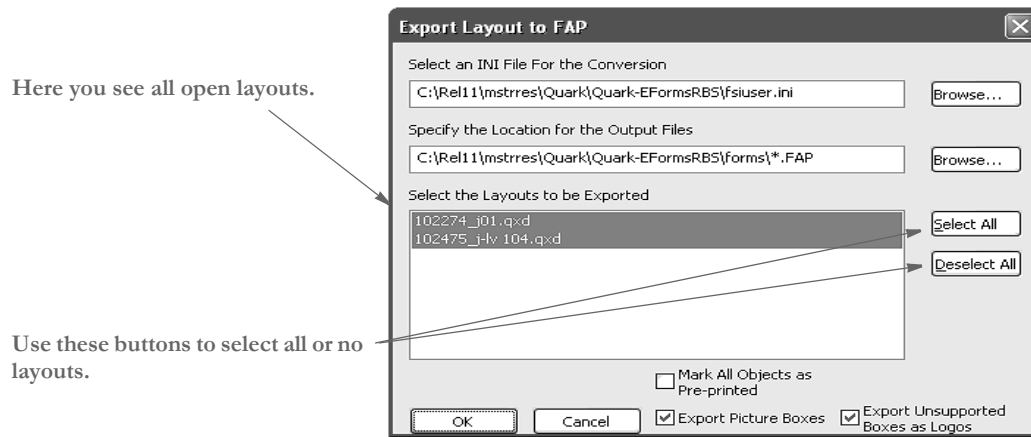 Export Layout to FAP
Select an INI File For the Conversion
Here you see all open layouts.
C:\Rel11\mstrres\Quark\Quark-EFormsRBS\fsiuser.ini
Browse...
Specify the Location for the Output Files
C:\Rel11\mstrres\Quark\Quark-EFormsRBS\forms\*.FAP
Browse...
Select the Layouts to be Exported
102274_j01.qxd
102475_j-lv 104.qxd
Select All
Deselect All
Use these buttons to select all or no
layouts.
Mark All Objects as
Pre-printed
OK
Cancel
Export Picture Boxes
Export Unsupported
Boxes as Logos